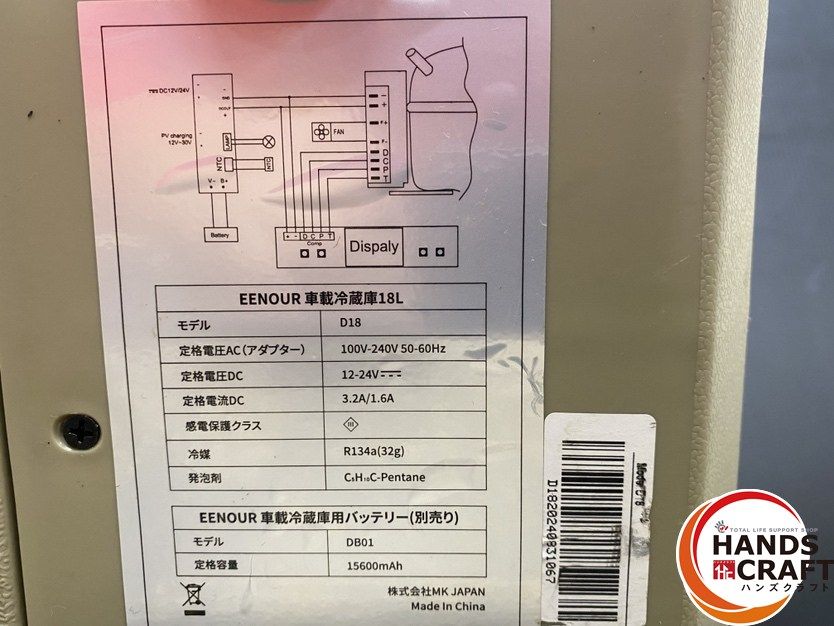 DC12V/24V
GND
DCOUT
+
PV charging
12V~30V
LAMP
NTC
NTC
V- B+
Battery
FAN
-
+
F+
F-
D
C
P
T
+ - D C P T
Comp
Dispaly
EENOUR 車載冷蔵庫18L
モデル D18
定格電圧AC(アダプター) 100V-240V 50-60Hz
定格電圧DC 12-24V
定格電流DC 3.2A/1.6A
感電保護クラス III
冷媒 R134a(32g)
発泡剤 C₅H₁₀C-Pentane
EENOUR 車載冷蔵庫用バッテリー(別売り)
モデル DB01
定格容量 15600mAh
株式会社MK JAPAN
Made In China
D1820240831067
TOTAL LIFE SUPPORT SHOP
HANDS
CRAFT
ハンズクラフト